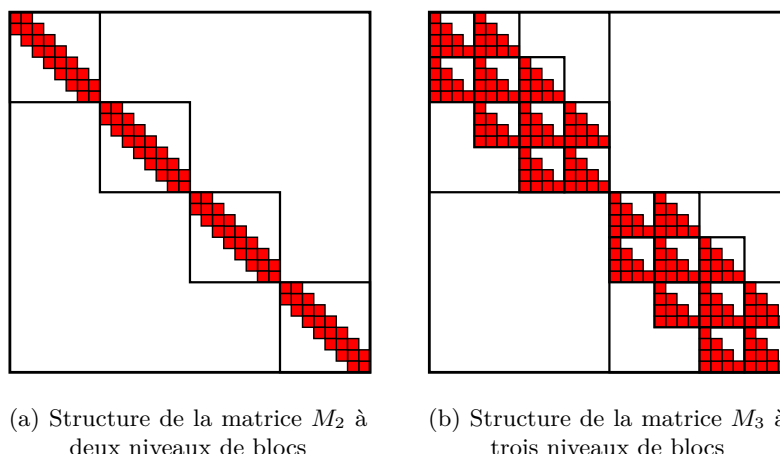 (a) Structure de la matrice M₂ à
deux niveaux de blocs
(b) Structure de la matrice M₃ à
trois niveaux de blocs